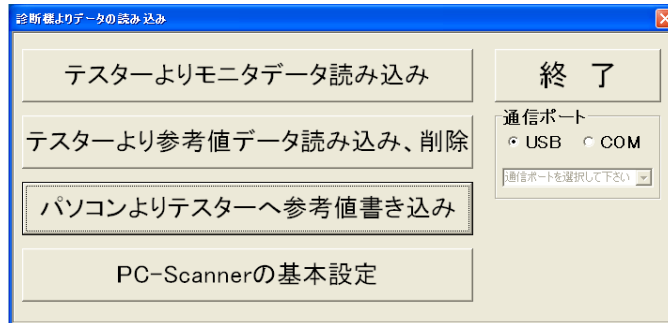 診断機よりデータの読み込み
テスターよりモニタデータ読み込み
終 了
通信ポート
USB
COM
通信ポートを選択して下さい
テスターより参考値データ読み込み、削除
パソコンよりテスターへ参考値書き込み
PC-Scannerの基本設定